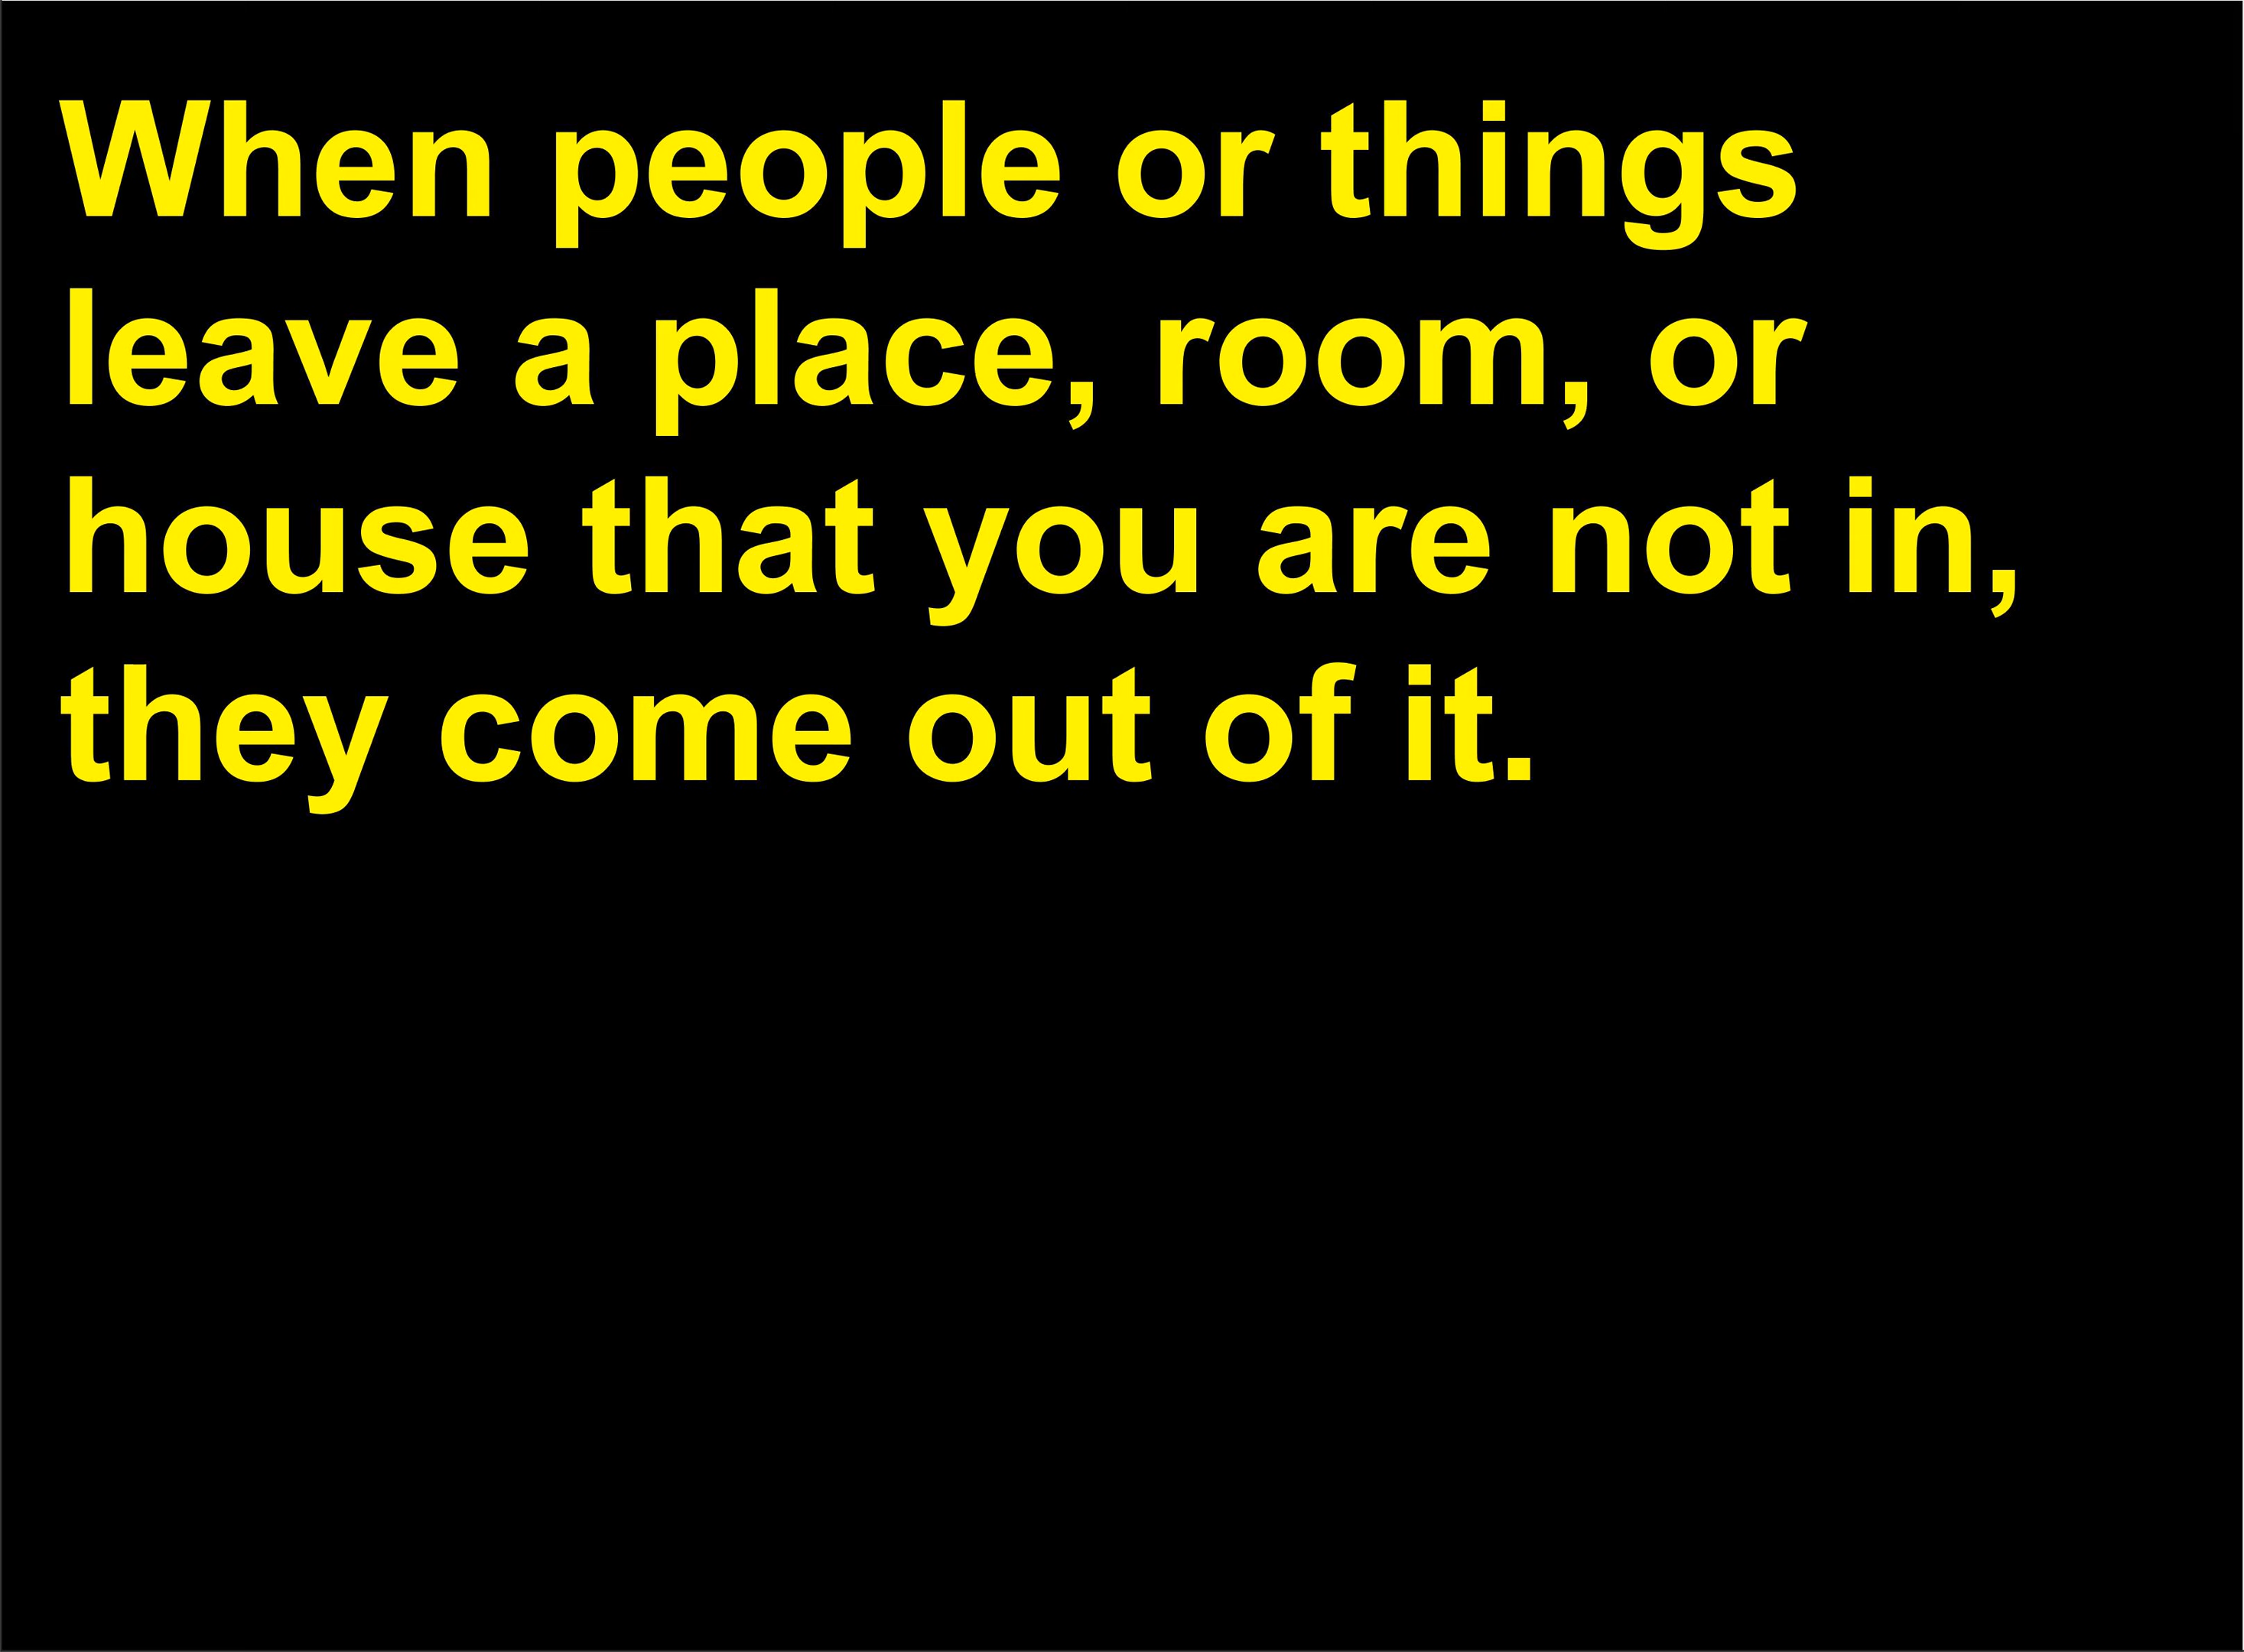 When people or things
leave a place, room, or
house that you are not in,
they come out of it.